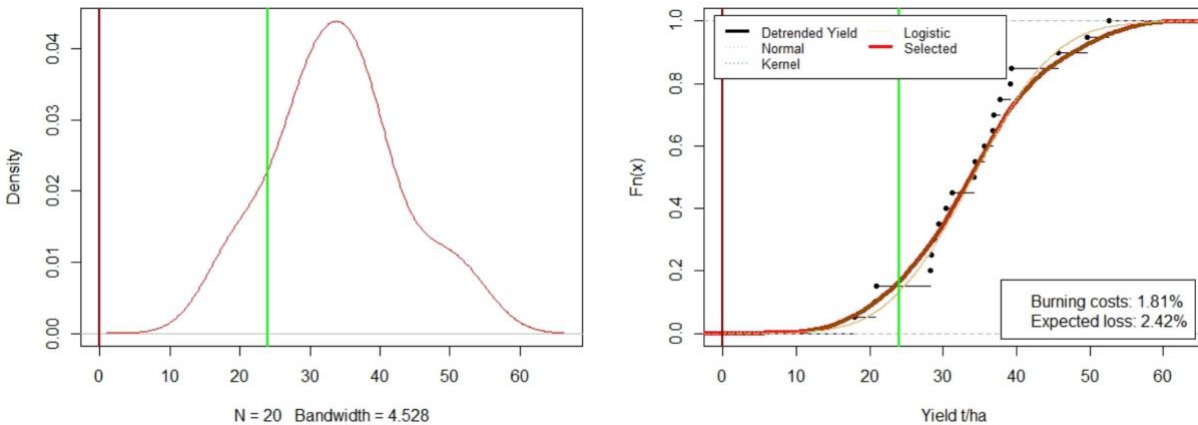 Density
0.00 0.01 0.02 0.03 0.04
0 10 20 30 40 50 60
N = 20 Bandwidth = 4.528
Fn(x)
0.0 0.2 0.4 0.6 0.8 1.0
Detrended Yield
Normal
Kernel
Logistic
Selected
Burning costs: 1.81%
Expected loss: 2.42%
0 10 20 30 40 50 60
Yield t/ha